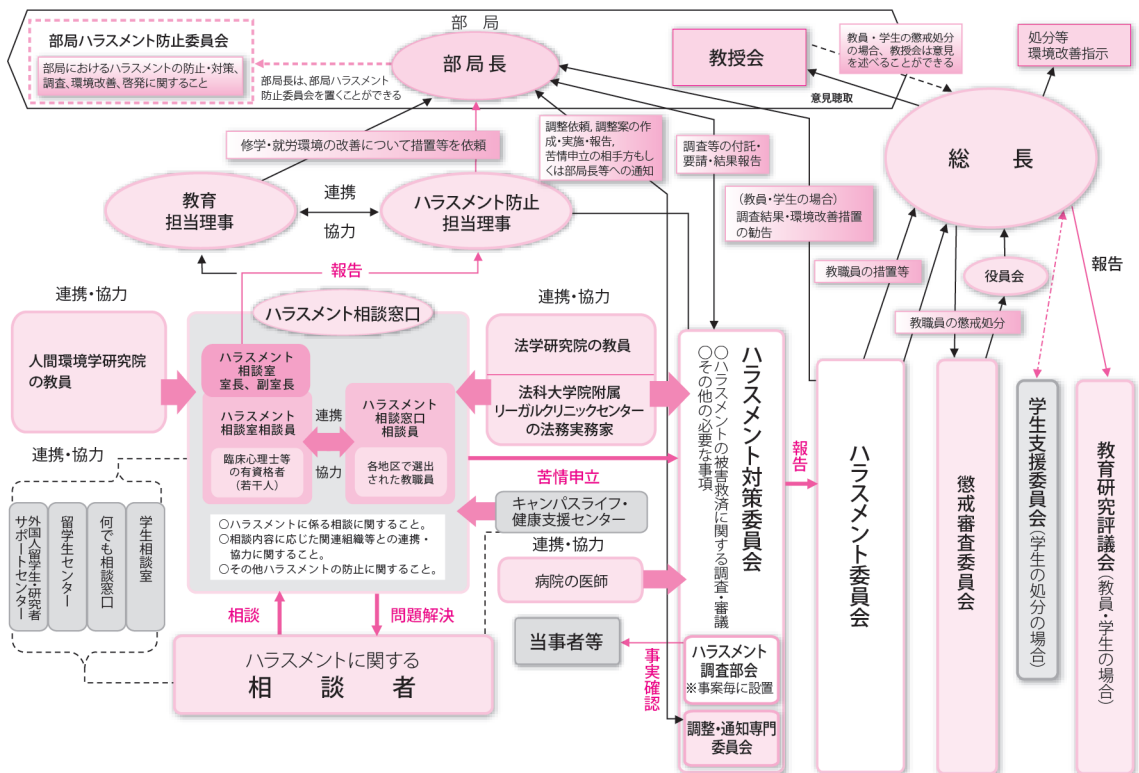 部 局
部局ハラスメント防止委員会
部局におけるハラスメントの防止・対策、
調査、環境改善、啓発に関すること
部局長は、部局ハラスメント
防止委員会を置くことができる
部局長
教授会
意見聴取
教員・学生の懲戒処分
の場合、教授会は意見
を述べることができる
処分等
環境改善指示
総 長
修学・就労環境の改善について措置等を依頼
調整依頼, 調整案の作
成・実施・報告,
苦情申立の相手方もし
くは部局長等への通知
調査等の付託・
要請・結果報告
(教員・学生の場合)
調査結果・環境改善措置
の勧告
教育
担当理事
連携
協力
ハラスメント防止
担当理事
報告
教職員の措置等
役員会
教職員の懲戒処分
報告
連携・協力
人間環境学研究院
の教員
ハラスメント相談窓口
ハラスメント
相談室
室長、副室長
ハラスメント
相談室相談員
臨床心理士等
の有資格者
(若干人)
連携
協力
ハラスメント
相談窓口
相談員
各地区で選出
された教職員
○ハラスメントに係る相談に関すること。
○相談内容に応じた関連組織等との連携・
協力に関すること。
○その他ハラスメントの防止に関すること。
連携・協力
法学研究院の教員
法科大学院附属
リーガルクリニックセンター
の法務実務家
苦情申立
キャンパスライフ・
健康支援センター
連携・協力
病院の医師
当事者等
事実確認
連携・協力
外国人留学生・研究者
サポートセンター
留学生センター
何でも相談窓口
学生相談室
相談
問題解決
ハラスメントに関する
相 談 者
ハラスメント対策委員会
○ハラスメントの被害救済に関する調査・審議
○その他の必要な事項
ハラスメント
調査部会
※事案毎に設置
調整・通知専門
委員会
報告
ハラスメント委員会
懲戒審査委員会
学生支援委員会(学生の処分の場合)
教育研究評議会(教員・学生の場合)